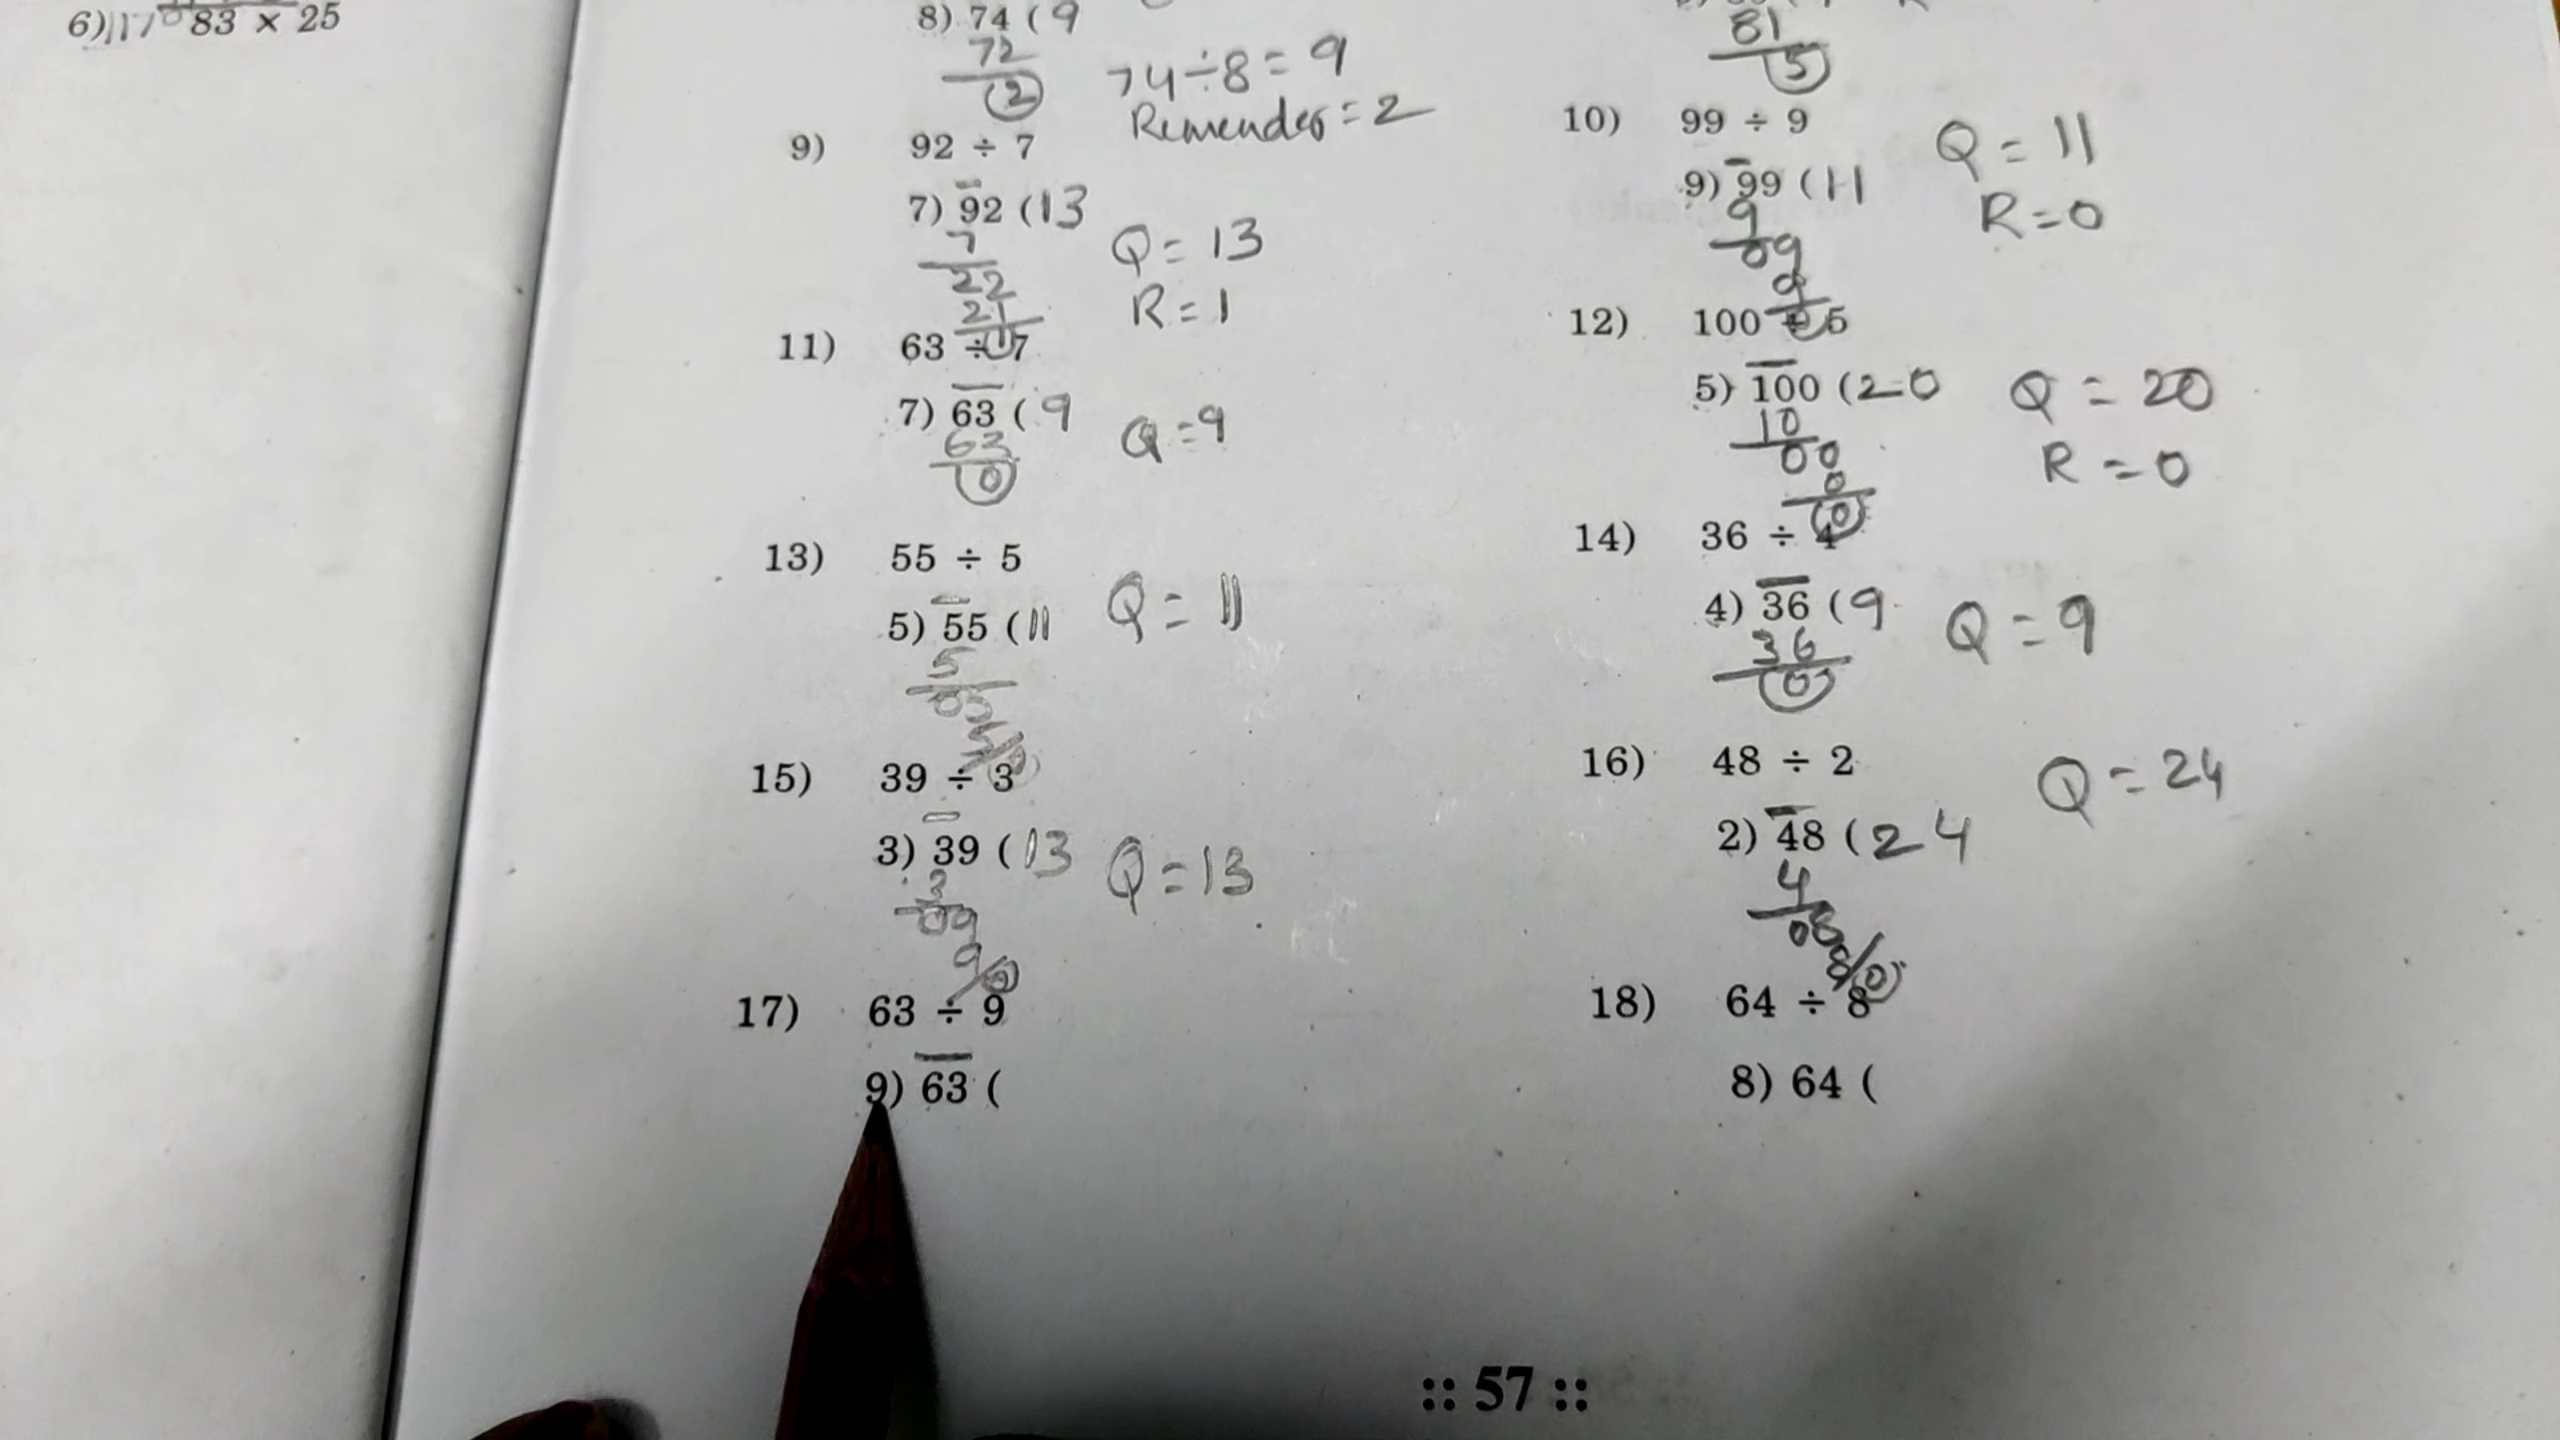 6) 17 83 × 25
8) 74 ( 9
72
2
74÷8 = 9
Remender = 2
81
5
9) 92 ÷ 7
7) 92 ( 13
7
22
21
1
Q = 13
R = 1
10) 99 ÷ 9
9) 99 ( 11
9
09
9
0
Q = 11
R = 0
11) 63 ÷ 7
7) 63 ( 9
63
0
Q = 9
12) 100 ÷ 5
5) 100 ( 20
10
00
0
0
Q = 20
R = 0
13) 55 ÷ 5
5) 55 ( 11
5
05
5
0
Q = 11
14) 36 ÷ 4
4) 36 ( 9
36
0
Q = 9
15) 39 ÷ 3
3) 39 ( 13
3
09
9
0
Q = 13
16) 48 ÷ 2
2) 48 ( 24
4
08
8
0
Q = 24
17) 63 ÷ 9
9) 63 (
18) 64 ÷ 8
8) 64 (
:: 57 ::